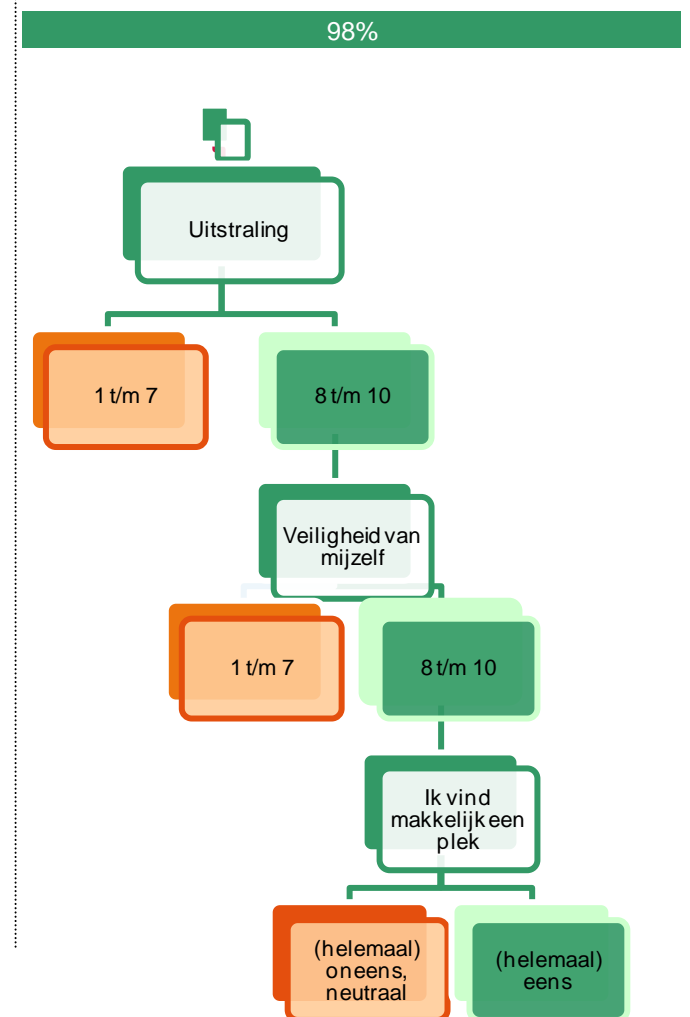 98%
Uitstraling
1 t/m 7
8 t/m 10
Veiligheid van
mijzelf
1 t/m 7
8 t/m 10
Ik vind
makkelijk een
plek
(helemaal)
oneens,
neutraal
(helemaal)
eens